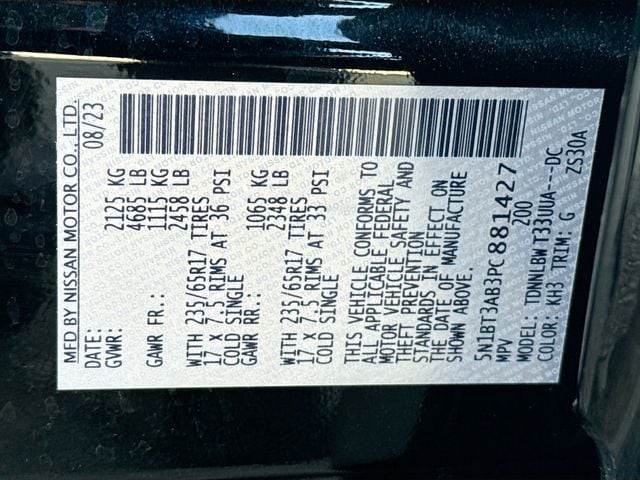 MFD BY NISSAN MOTOR CO., LTD.
DATE: 08/23
GVWR: 2125 KG
4685 LB
GAWR FR.: 1115 KG
2458 LB
WITH 235/65R17 TIRES
17 x 7.5 RIMS AT 36 PSI
COLD SINGLE
GAWR RR.: 1065 KG
2348 LB
WITH 235/65R17 TIRES
17 x 7.5 RIMS AT 33 PSI
COLD SINGLE
THIS VEHICLE CONFORMS TO
ALL APPLICABLE FEDERAL
MOTOR VEHICLE SAFETY AND
THEFT PREVENTION
STANDARDS IN EFFECT ON
THE DATE OF MANUFACTURE
SHOWN ABOVE.
5N1BT3AB3PC881427
MPV Z00
MODEL: TDNNLBWT33UUA---DC
COLOR: KH3 TRIM: G ZS30A